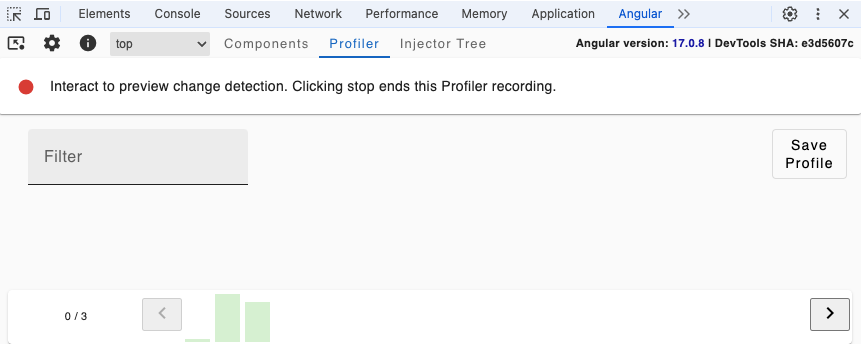 Elements Console Sources Network Performance Memory Application Angular
top Components Profiler Injector Tree Angular version: 17.0.8 | DevTools SHA: e3d5607c
Interact to preview change detection. Clicking stop ends this Profiler recording.
Filter
Save
Profile
0 / 3